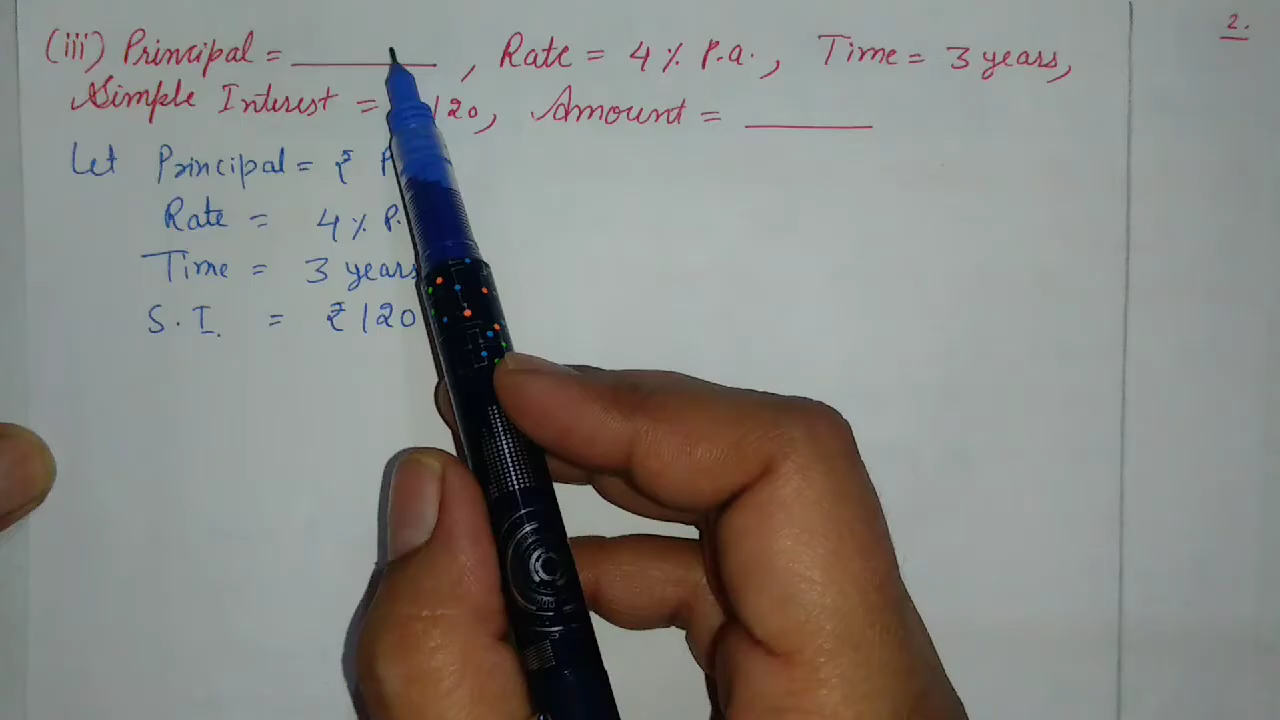 (iii) Principal = ________ , Rate = 4 % P.a., Time = 3 years,
Simple Interest = 120, Amount = ________
Let Principal = ₹ P
Rate = 4 % P.
Time = 3 years
S.I. = ₹ 120
2.